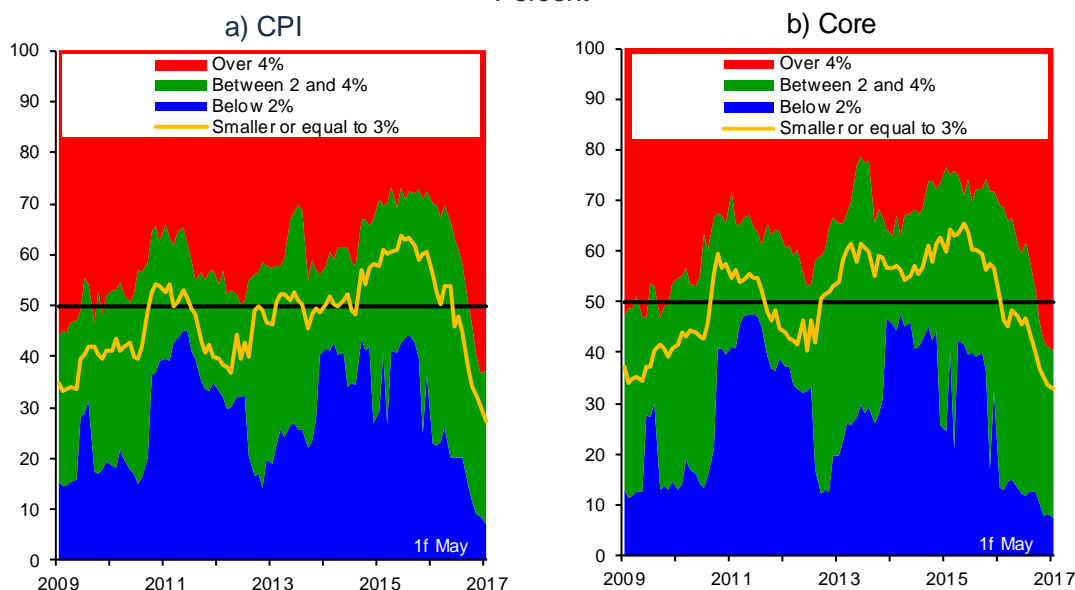 Percent
a) CPI
100
90
80
70
60
50
40
30
20
10
0
Over 4%
Between 2 and 4%
Below 2%
Smaller or equal to 3%
1f May
2009 2011 2013 2015 2017
b) Core
100
90
80
70
60
50
40
30
20
10
0
Over 4%
Between 2 and 4%
Below 2%
Smaller or equal to 3%
1f May
2009 2011 2013 2015 2017